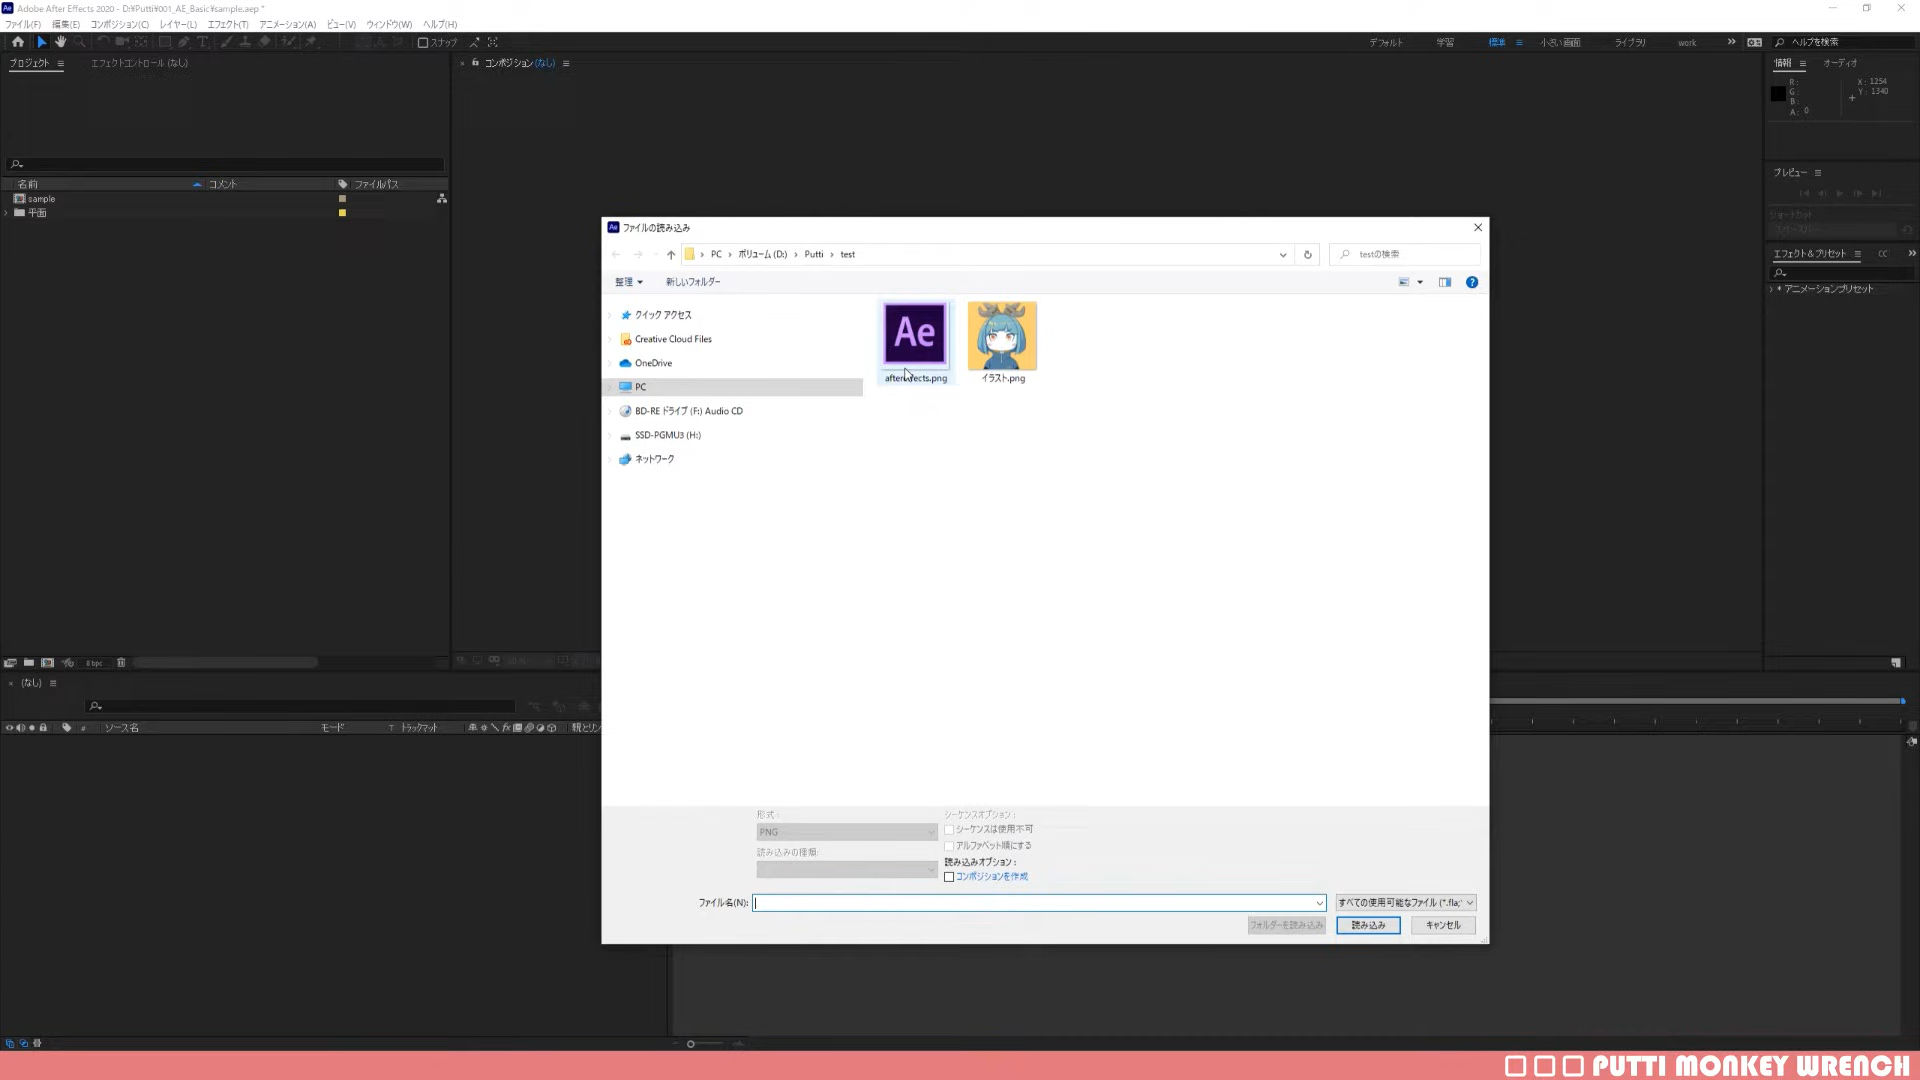 Adobe After Effects 2020 - D:¥Putti¥001_AE_Basic¥sample.aep *
ファイル(F) 編集(E) コンポジション(C) レイヤー(L) エフェクト(T) アニメーション(A) ビュー(V) ウィンドウ(W) ヘルプ(H)
スナップ デフォルト 学習 標準 小さい画面 ライブラリ work ヘルプを検索
プロジェクト エフェクトコントロール (なし) コンポジション (なし) 情報 オーディオ
R: X: 1254
G: Y: 1340
B:
A: 0
プレビュー
名前 コメント ファイルパス
sample
平面
エフェクト&プリセット CC
アニメーションプリセット
Ae ファイルの読み込み
PC › ボリューム (D:) › Putti › test testの検索
整理 新しいフォルダー
クイック アクセス
Creative Cloud Files
OneDrive
PC
BD-RE ドライブ (F:) Audio CD
SSD-PGMU3 (H:)
ネットワーク
Ae
イラスト.png
形式: シーケンスオプション:
PNG シーケンスは使用不可
アルファベット順にする
読み込みの種類: 読み込みオプション:
コンポジションを作成
ファイル名(N): すべての使用可能なファイル (*.fla;*
フォルダーを読み込み 読み込み キャンセル
8 bpc
(なし)
# ソース名 モード T トラックマット 親とリン
PUTTI MONKEY WRENCH